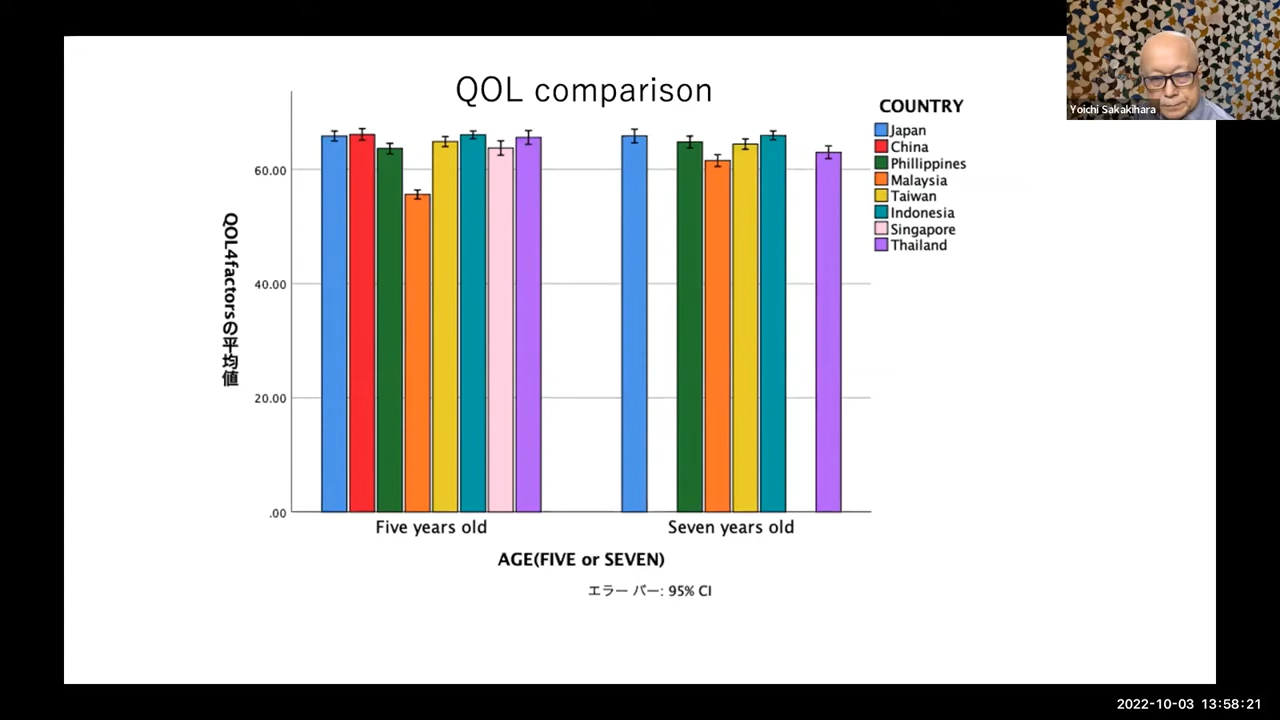 QOL comparison
Yoichi Sakakihara
COUNTRY
Japan
China
Phillippines
Malaysia
Taiwan
Indonesia
Singapore
Thailand
QOL4factorsの平均値
60.00
40.00
20.00
.00
Five years old
Seven years old
AGE(FIVE or SEVEN)
エラー バー: 95% CI
2022-10-03 13:58:21